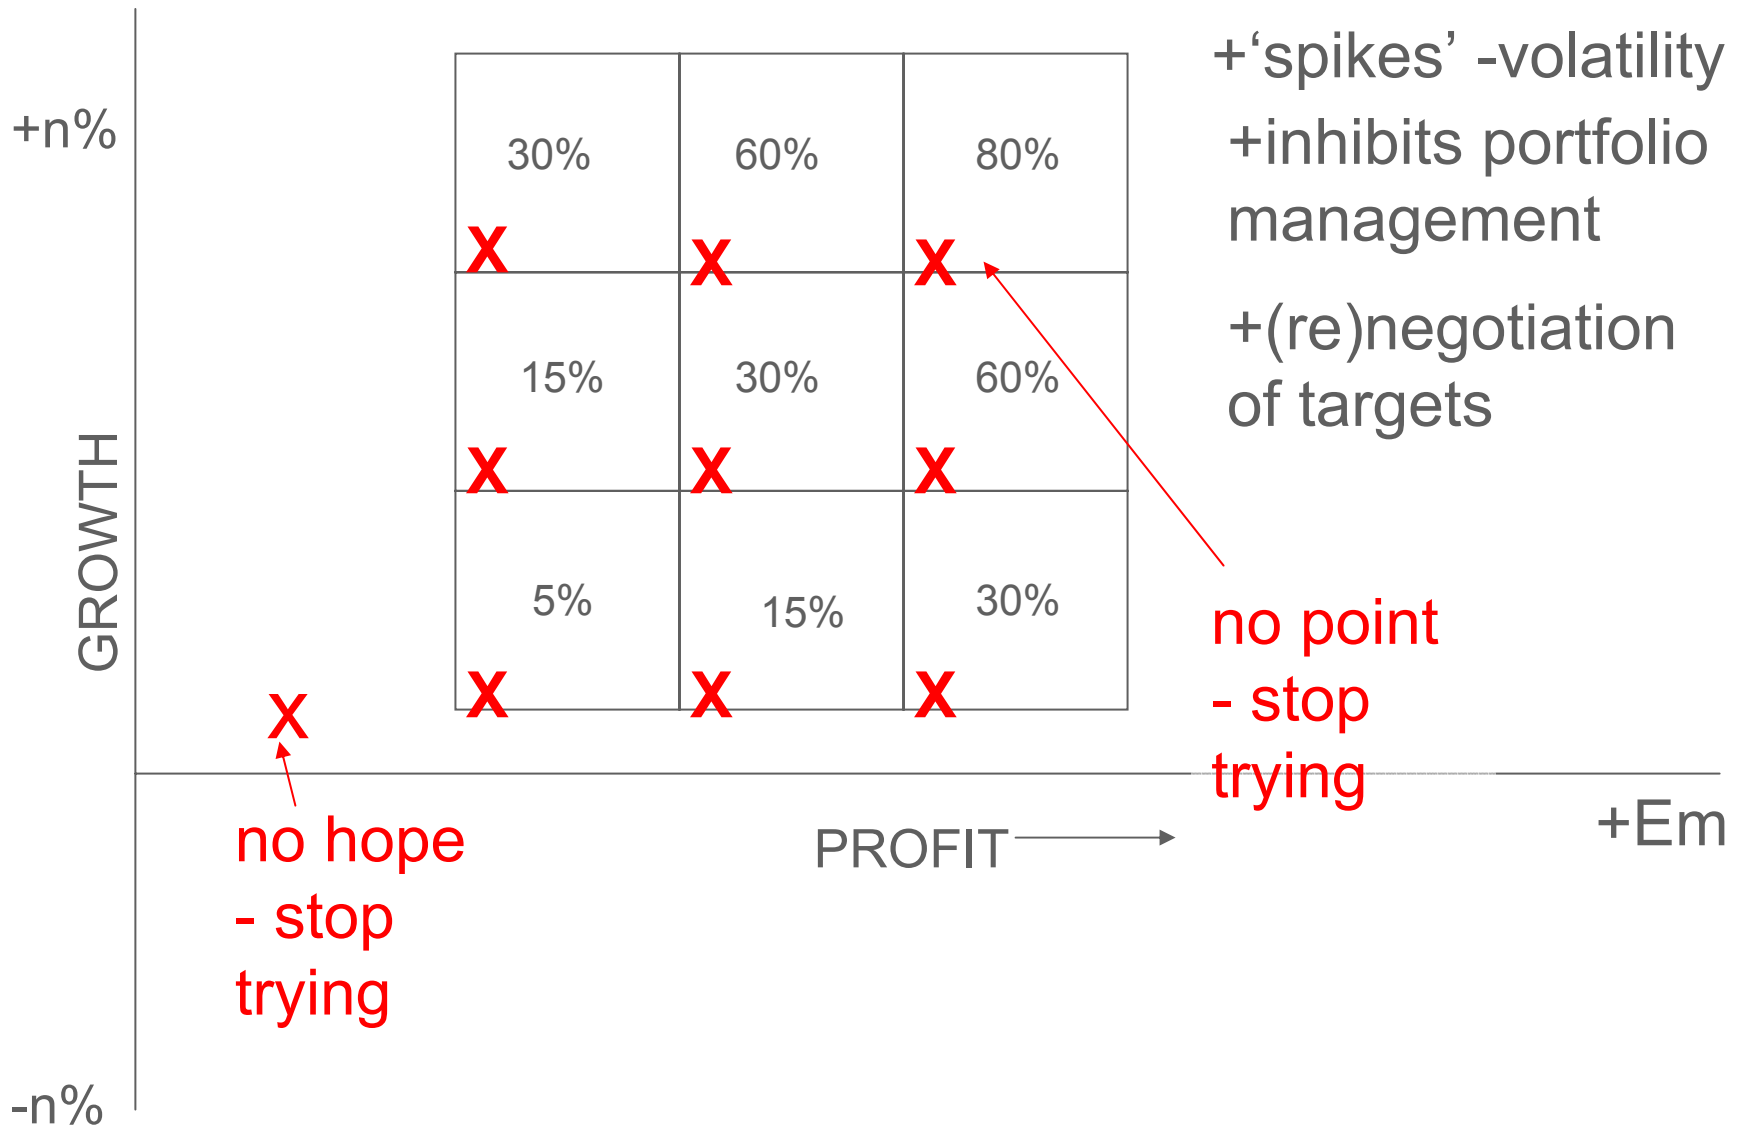 +‘spikes’ -volatility
+inhibits portfolio
management
+(re)negotiation
of targets
+n%
30% 60% 80%
X X X
15% 30% 60%
X X X
5% 15% 30%
X X X
GROWTH
X
no point
- stop
trying
no hope
- stop
trying
PROFIT
+Em
-n%